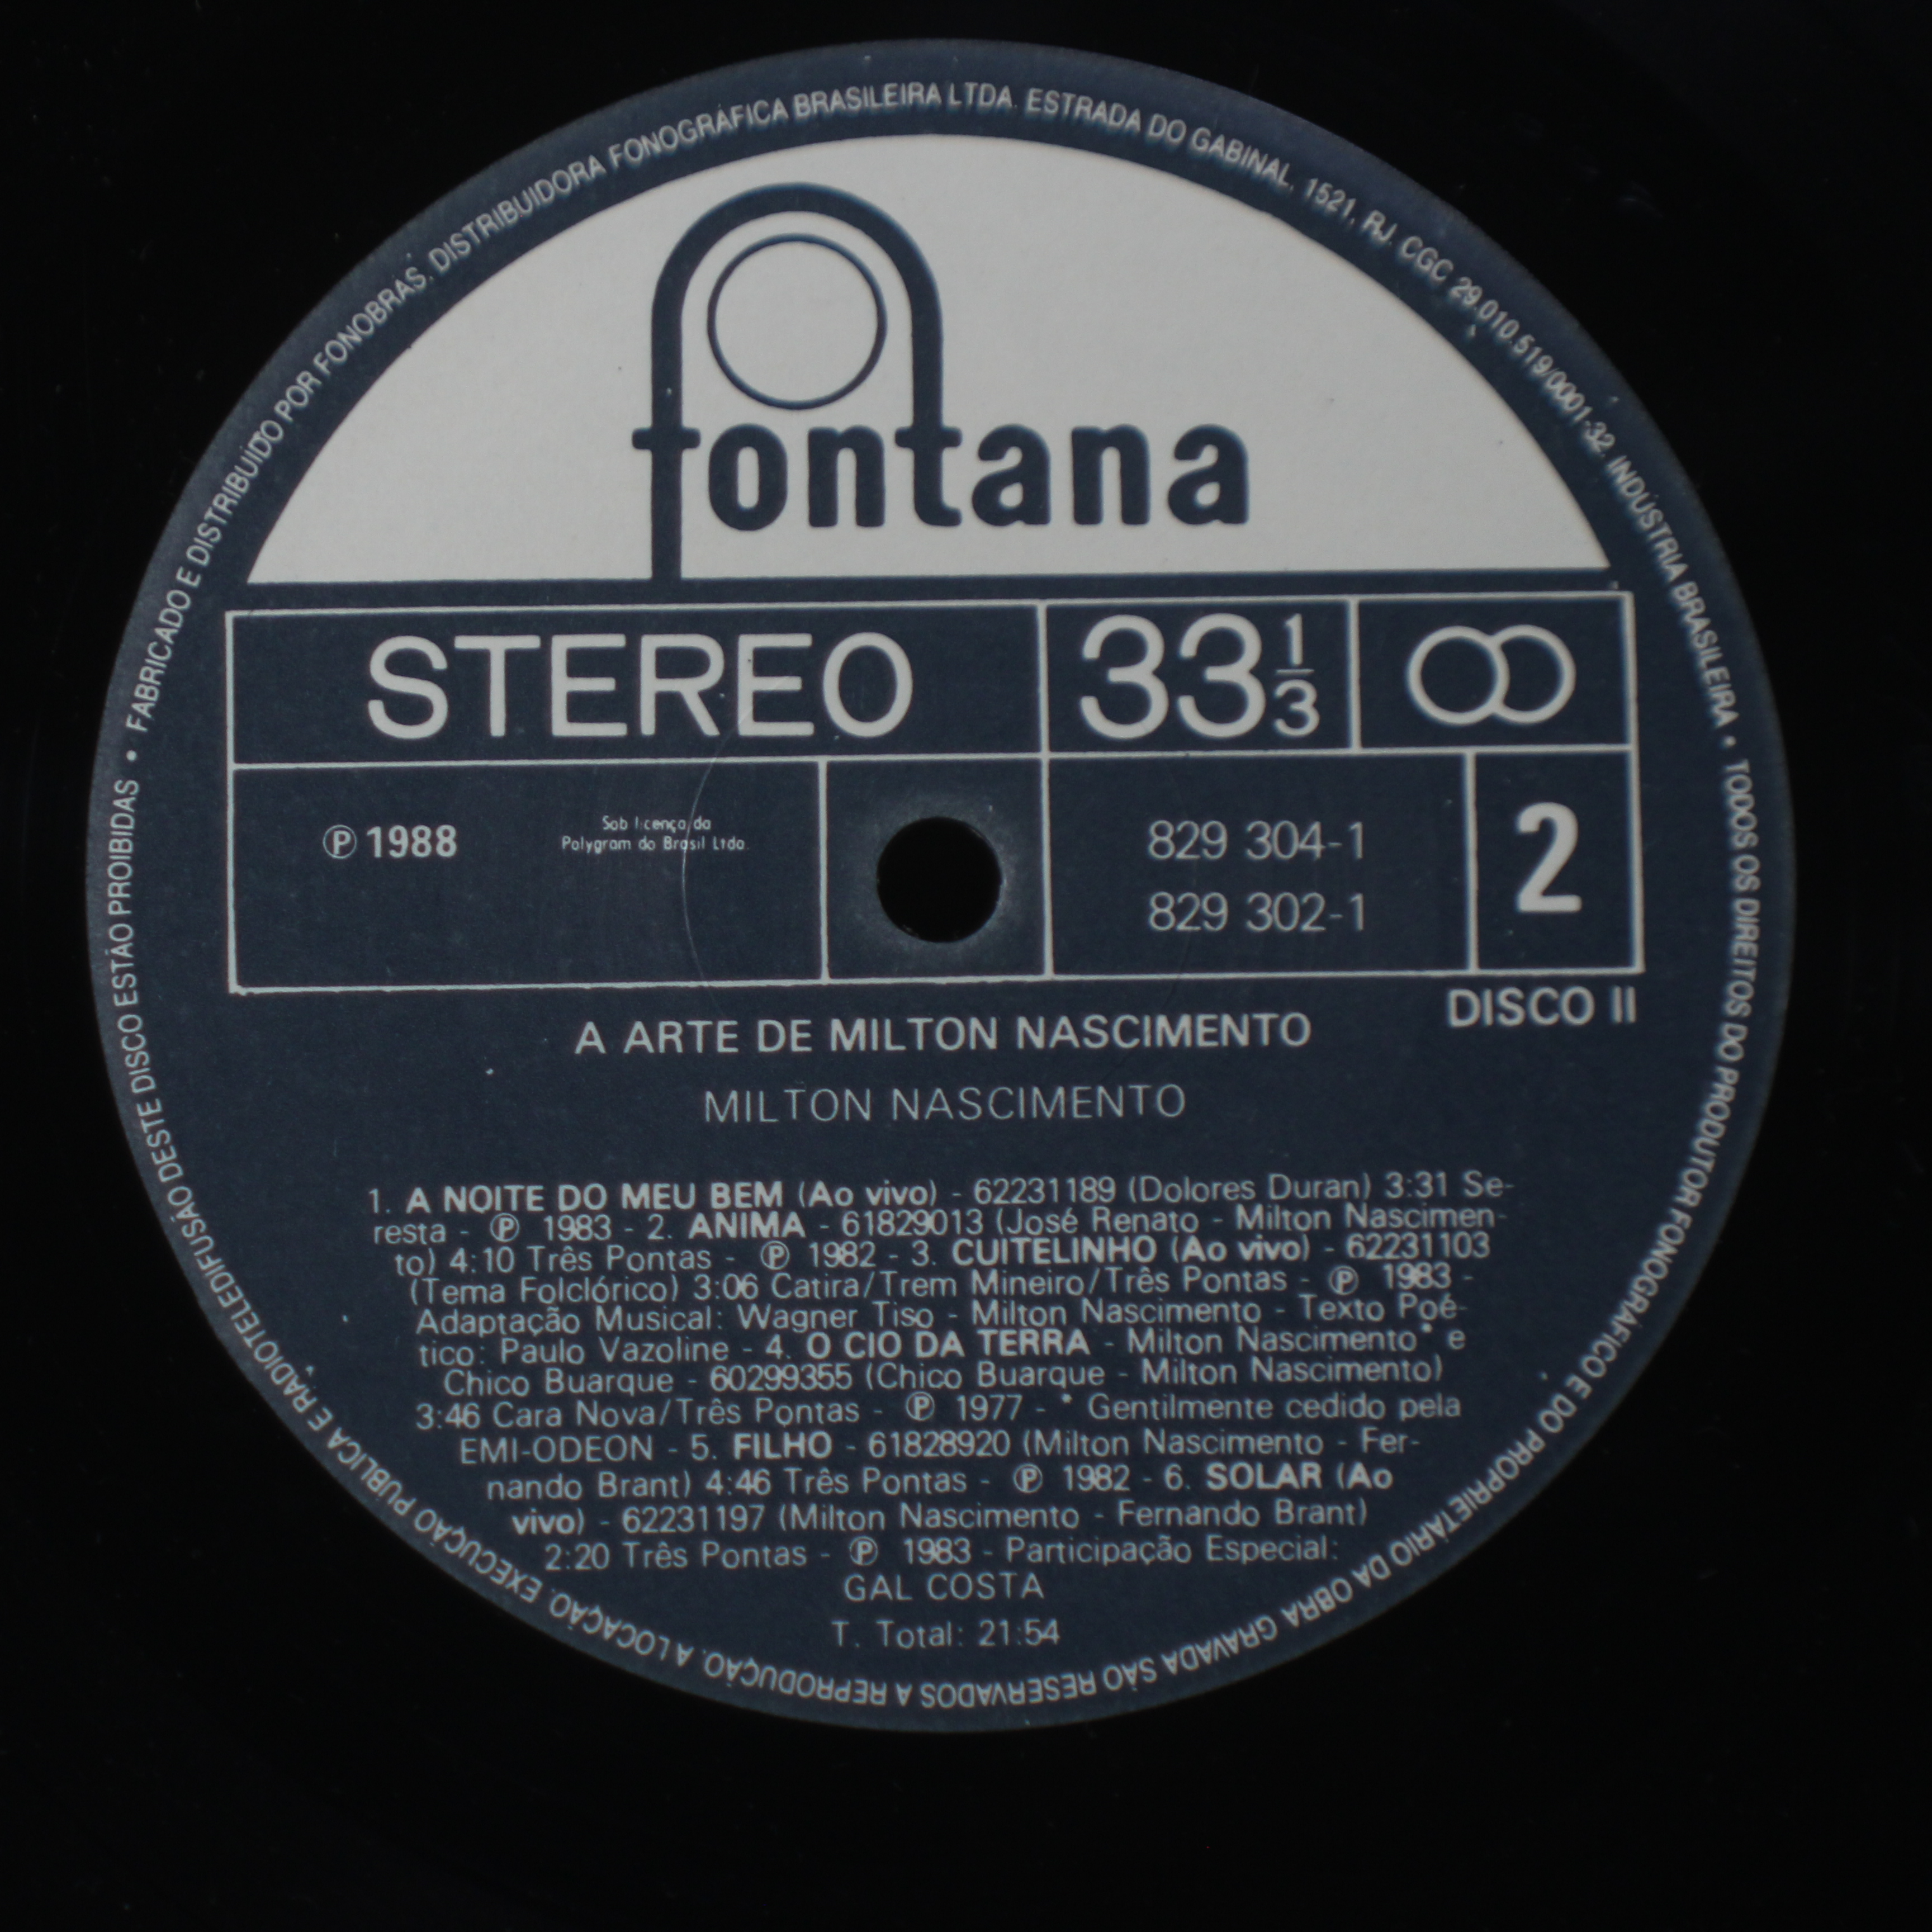 FABRICADO E DISTRIBUÍDO POR FONOBRAS. DISTRIBUIDORA FONOGRÁFICA BRASILEIRA LTDA. ESTRADA DO GABINAL, 1521, RJ. CGC 29.010.519/0001-32. INDÚSTRIA BRASILEIRA • TODOS OS DIREITOS DO PRODUTOR FONOGRÁFICO E DO PROPRIETÁRIO DA OBRA GRAVADA SÃO RESERVADOS A REPRODUÇÃO. A LOCAÇÃO. EXECUÇÃO PUBLICA E RADIOTELEDIFUSÃO DESTE DISCO ESTÃO PROIBIDAS •
fontana
STEREO 33 1/3
℗ 1988
Sob licença da
Polygram do Brasil Ltda.
829 304-1
829 302-1
2
DISCO II
A ARTE DE MILTON NASCIMENTO
MILTON NASCIMENTO
1. A NOITE DO MEU BEM (Ao vivo) - 62231189 (Dolores Duran) 3:31 Se-
resta - ℗ 1983 - 2. ANIMA - 61829013 (José Renato - Milton Nascimen-
to) 4:10 Três Pontas - ℗ 1982 - 3. CUITELINHO (Ao vivo) - 62231103
(Tema Folclórico) 3:06 Catira/Trem Mineiro/Três Pontas - ℗ 1983 -
Adaptação Musical: Wagner Tiso - Milton Nascimento - Texto Poé-
tico: Paulo Vazoline - 4. O CIO DA TERRA - Milton Nascimento* e
Chico Buarque - 60299355 (Chico Buarque - Milton Nascimento)
3:46 Cara Nova/Três Pontas - ℗ 1977 - * Gentilmente cedido pela
EMI-ODEON - 5. FILHO - 61828920 (Milton Nascimento - Fer-
nando Brant) 4:46 Três Pontas - ℗ 1982 - 6. SOLAR (Ao
vivo) - 62231197 (Milton Nascimento - Fernando Brant)
2:20 Três Pontas - ℗ 1983 - Participação Especial:
GAL COSTA
T. Total: 21:54